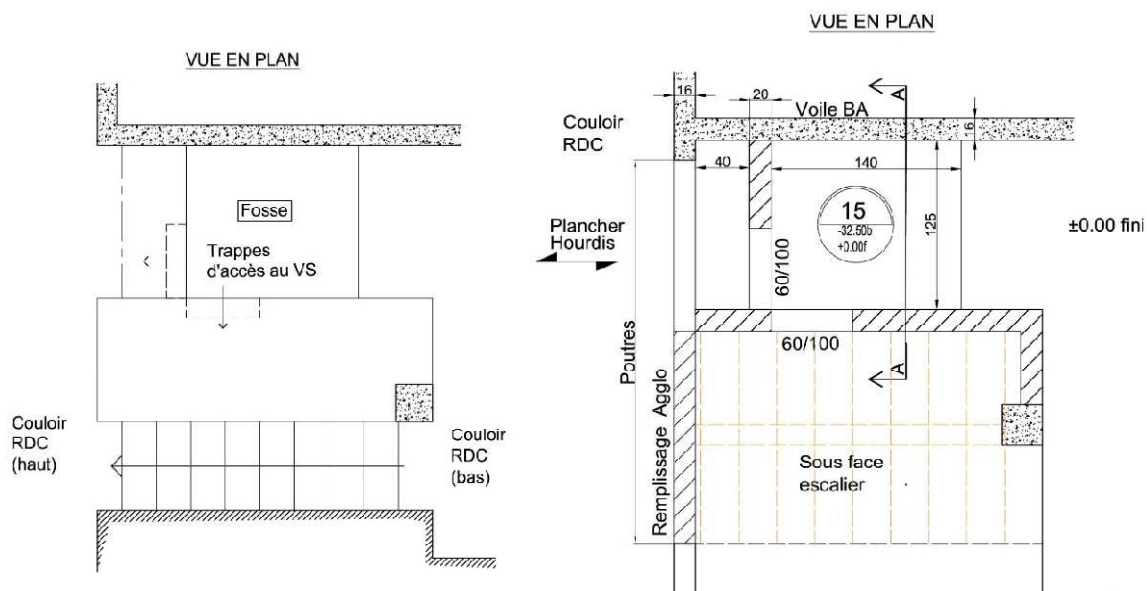 VUE EN PLAN
Fosse
Trappes
d'accès au VS
Couloir
RDC
(haut)
Couloir
RDC
(bas)
VUE EN PLAN
16
20
Voile BA
A
16
Couloir
RDC
40
140
15
-32.50b
+0.00f
125
±0.00 fini
Plancher
Hourdis
60/100
60/100
A
Poutres
Remplissage Agglo
Sous face
escalier